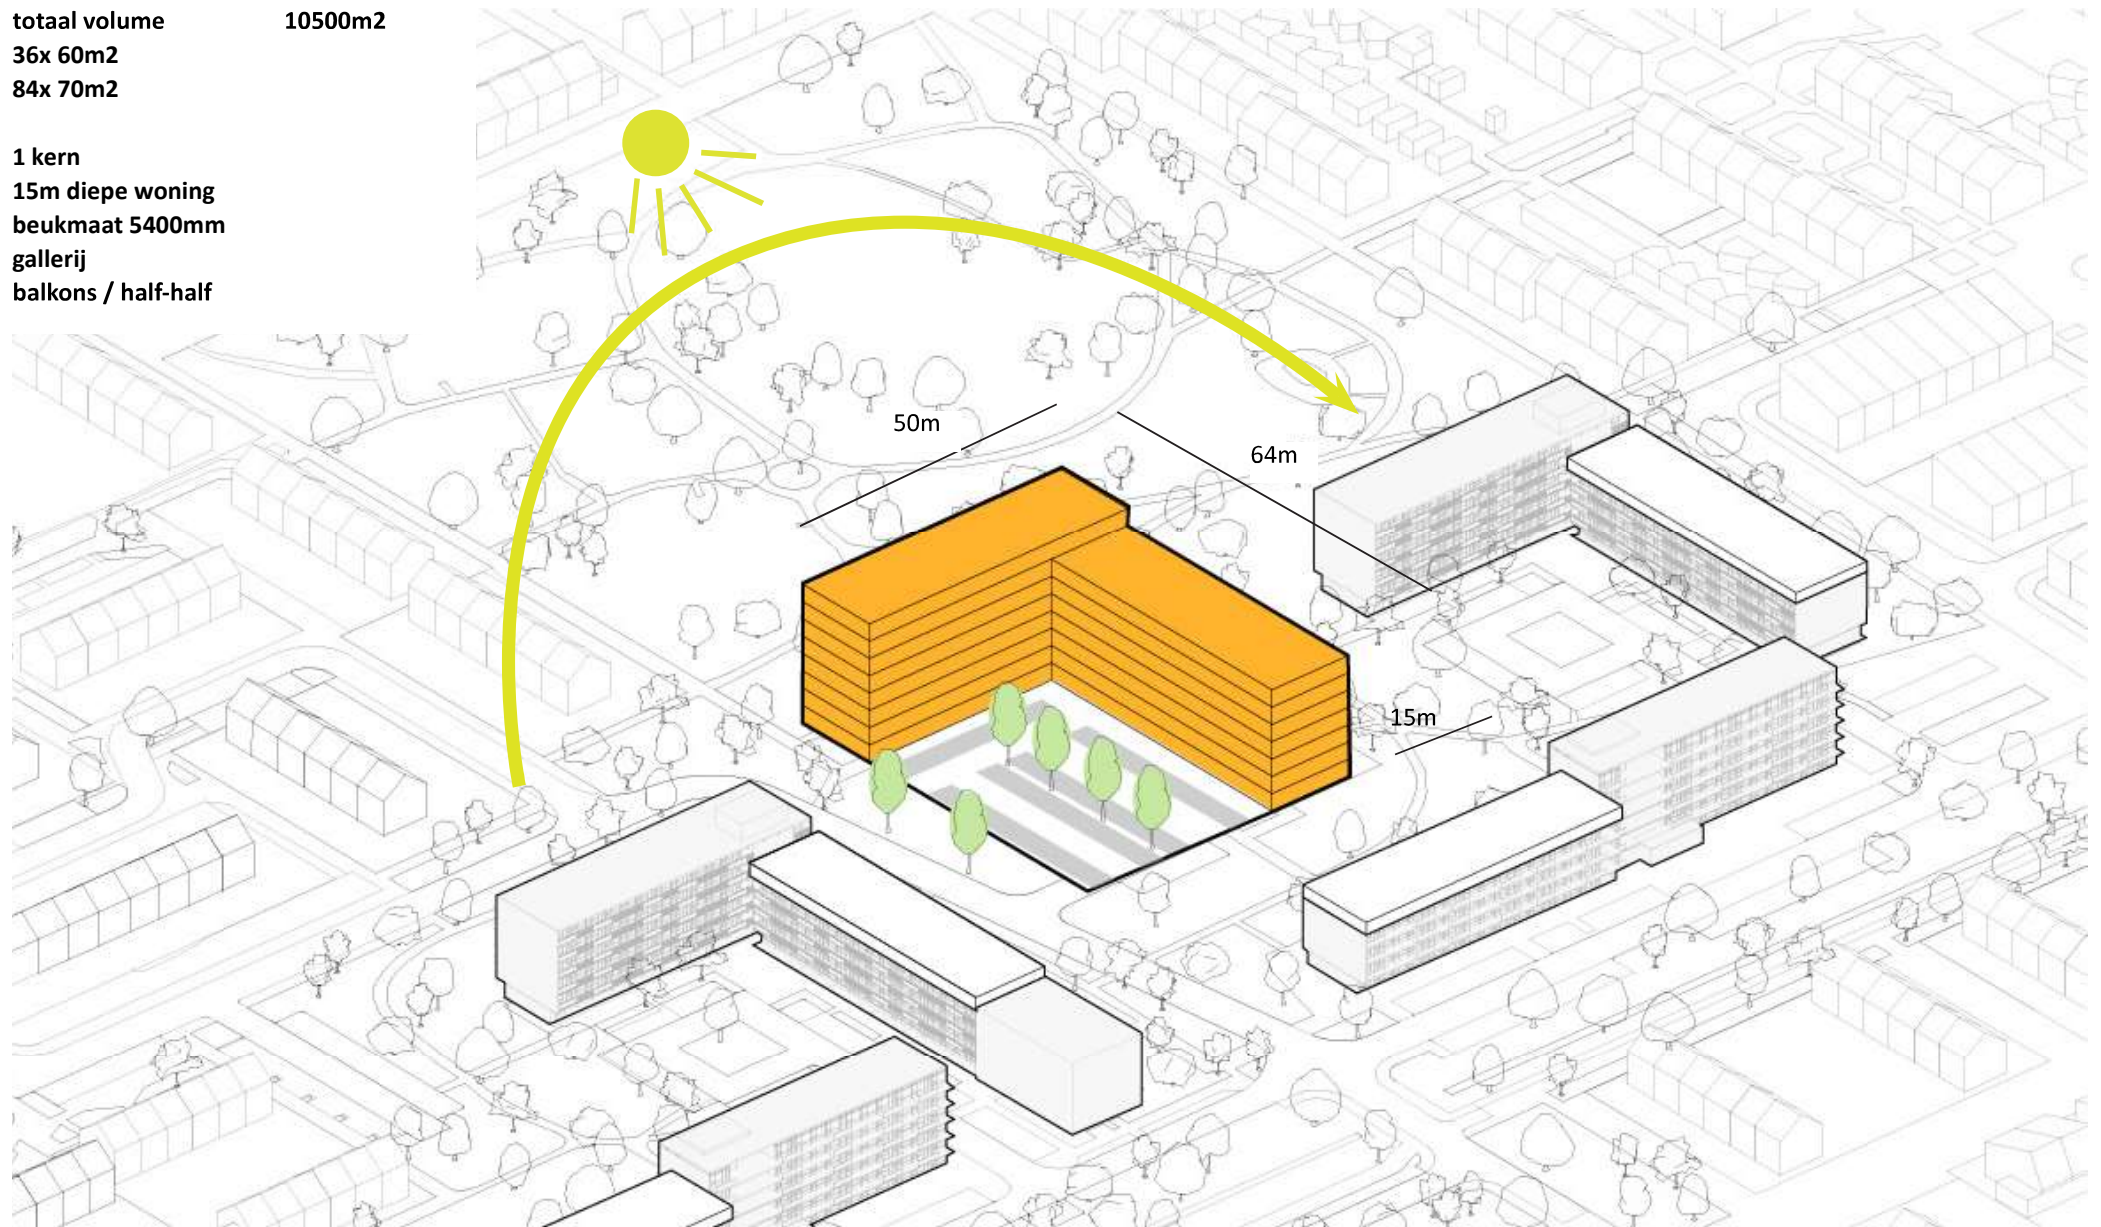 totaal volume 10500m2
36x 60m2
84x 70m2
1 kern
15m diepe woning
beukmaat 5400mm
gallerij
balkons / half-half
50m
64m
15m